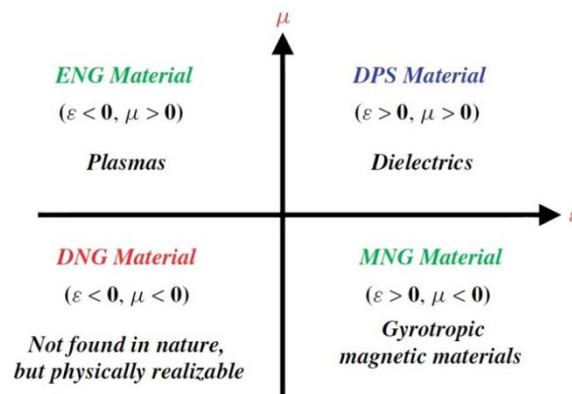 μ
ENG Material
(ε < 0, μ > 0)
Plasmas
DPS Material
(ε > 0, μ > 0)
Dielectrics
ε
DNG Material
(ε < 0, μ < 0)
Not found in nature,
but physically realizable
MNG Material
(ε > 0, μ < 0)
Gyrotropic
magnetic materials